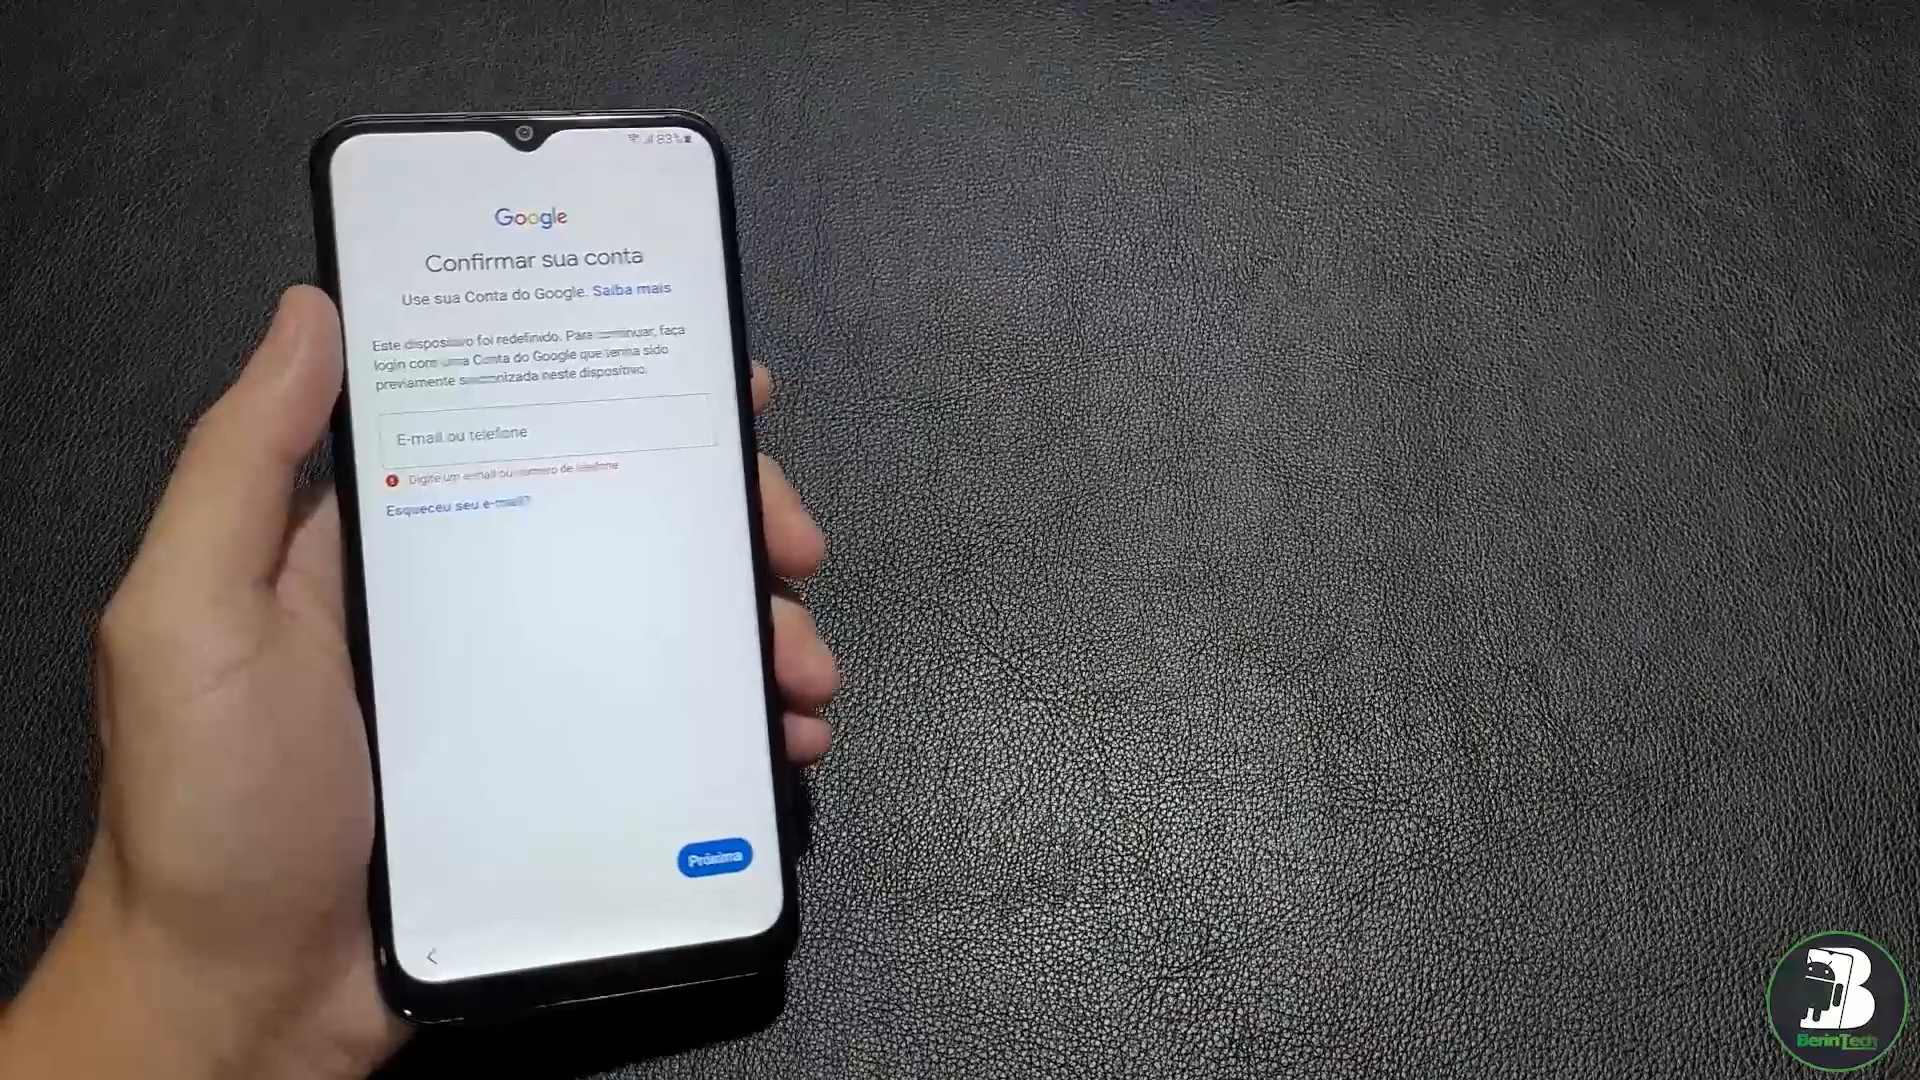 83%
Google
Confirmar sua conta
Use sua Conta do Google. Saiba mais
Este dispositivo foi redefinido. Para continuar, faça
login com uma Conta do Google que tenha sido
previamente sincronizada neste dispositivo.
E-mail ou telefone
Digite um e-mail ou número de telefone
Esqueceu seu e-mail?
Próxima
B
BerinTech